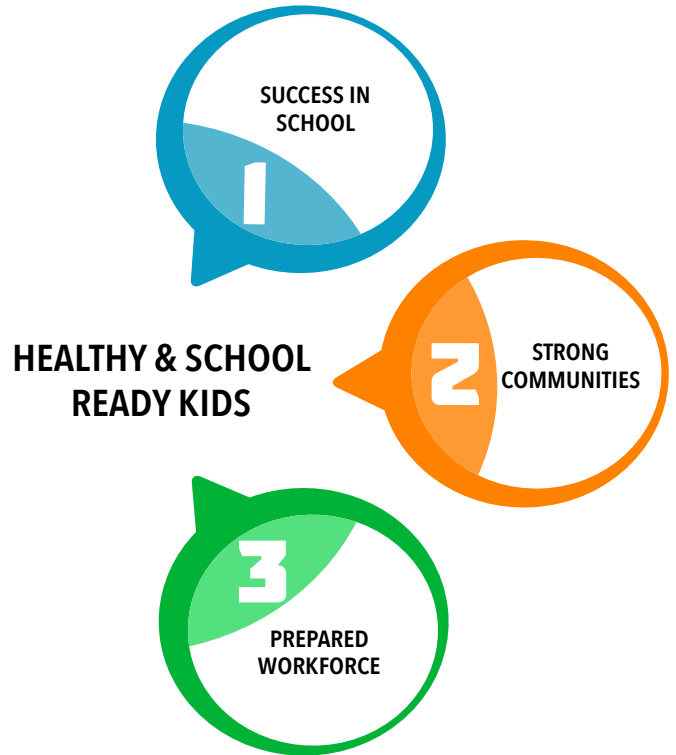 SUCCESS IN
SCHOOL
1
HEALTHY & SCHOOL
READY KIDS
2
STRONG
COMMUNITIES
3
PREPARED
WORKFORCE